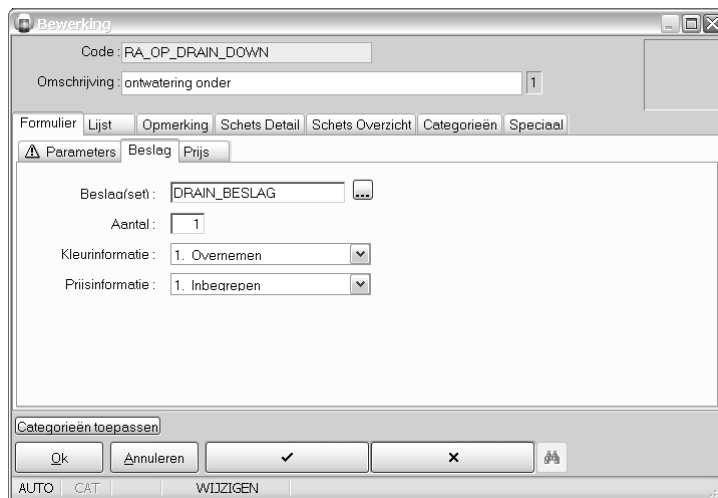 Bewerking
Code : RA_OP_DRAIN_DOWN
Omschrijving : ontwatering onder 1
Formulier Lijst Opmerking Schets Detail Schets Overzicht Categorieën Speciaal
Parameters Beslag Prijs
Beslag(set) : DRAIN_BESLAG ...
Aantal : 1
Kleurinformatie : 1. Overnemen
Prijsinformatie : 1. Inbegrepen
Categorieën toepassen
Ok Annuleren
AUTO CAT WIJZIGEN